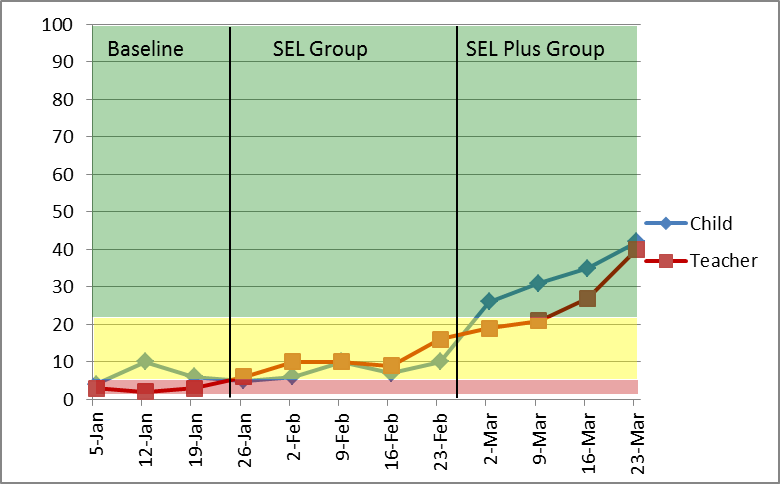 100
90
80
70
60
50
40
30
20
10
0
Baseline
SEL Group
SEL Plus Group
Child
Teacher
5-Jan
12-Jan
19-Jan
26-Jan
2-Feb
9-Feb
16-Feb
23-Feb
2-Mar
9-Mar
16-Mar
23-Mar